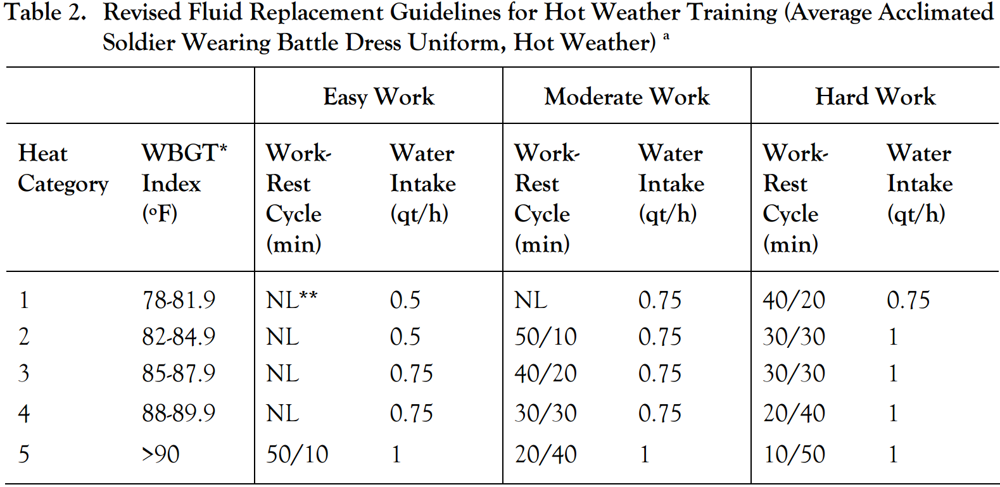 Table 2. Revised Fluid Replacement Guidelines for Hot Weather Training (Average Acclimated
Soldier Wearing Battle Dress Uniform, Hot Weather) a
Easy Work Moderate Work Hard Work
Heat WBGT* Work- Water Work- Water Work- Water
Category Index Rest Intake Rest Intake Rest Intake
(ºF) Cycle (qt/h) Cycle (qt/h) Cycle (qt/h)
(min) (min) (min)
1 78-81.9 NL** 0.5 NL 0.75 40/20 0.75
2 82-84.9 NL 0.5 50/10 0.75 30/30 1
3 85-87.9 NL 0.75 40/20 0.75 30/30 1
4 88-89.9 NL 0.75 30/30 0.75 20/40 1
5 >90 50/10 1 20/40 1 10/50 1